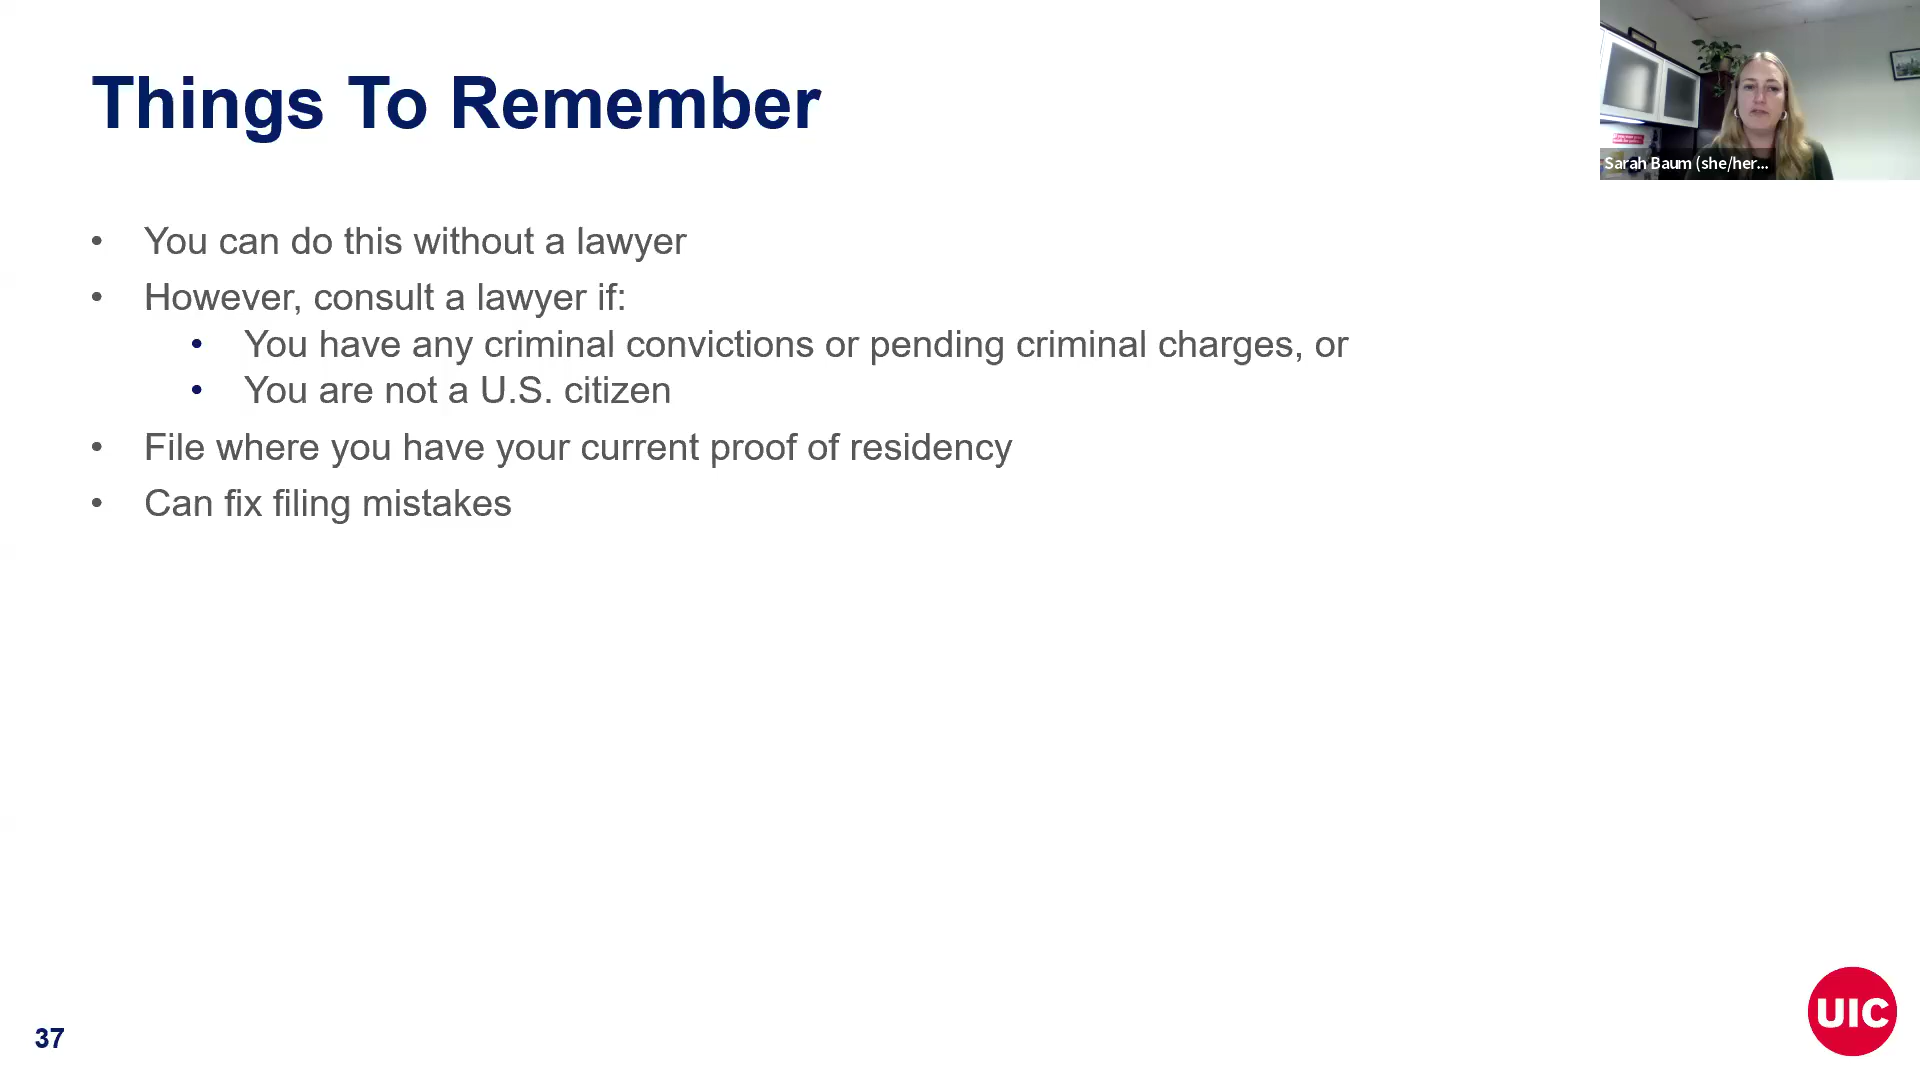 Things To Remember
Sarah Baum (she/her...
• You can do this without a lawyer
• However, consult a lawyer if:
• You have any criminal convictions or pending criminal charges, or
• You are not a U.S. citizen
• File where you have your current proof of residency
• Can fix filing mistakes
37
UIC